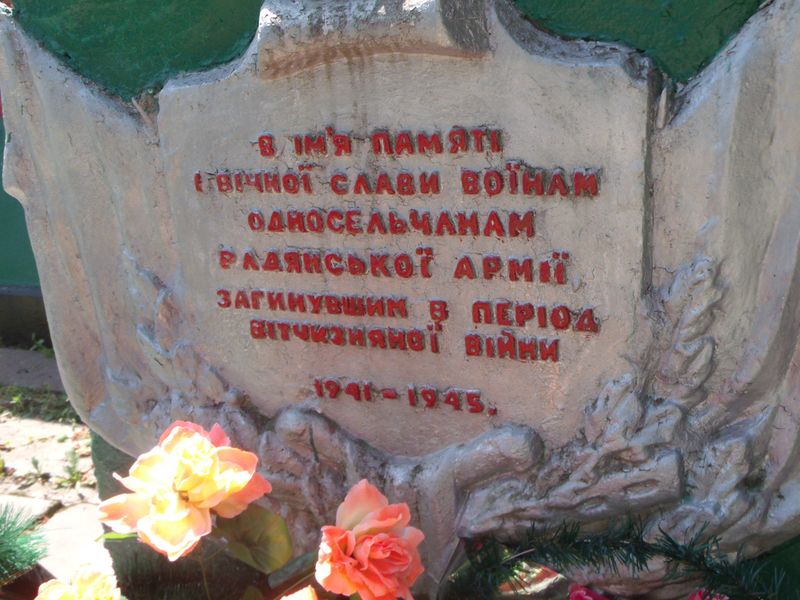 В ІМ'Я ПАМЯТІ
І ВІЧНОЇ СЛАВИ ВОЇНАМ
ОДНОСЕЛЬЧАНАМ
РАДЯНСЬКОЇ АРМІЇ
ЗАГИНУВШИМ В ПЕРІОД
ВІТЧИЗНЯНОЇ ВІЙНИ
1941-1945.